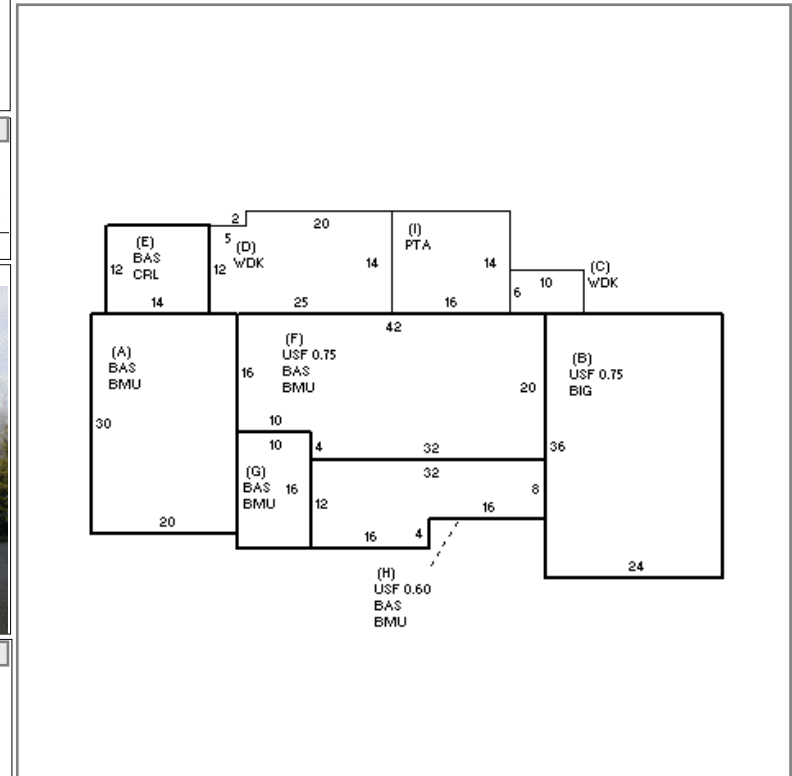 2
20
(I)
PTA
(E)
BAS
CRL
12
14
5
(D)
WDK
12
14
25
14
16
(C)
WDK
10
6
42
(A)
BAS
BMU
30
20
(F)
USF 0.75
BAS
BMU
16
20
10
(B)
USF 0.75
BIG
36
24
10
4
32
(G)
BAS
BMU
16
32
12
8
16
16
4
(H)
USF 0.60
BAS
BMU